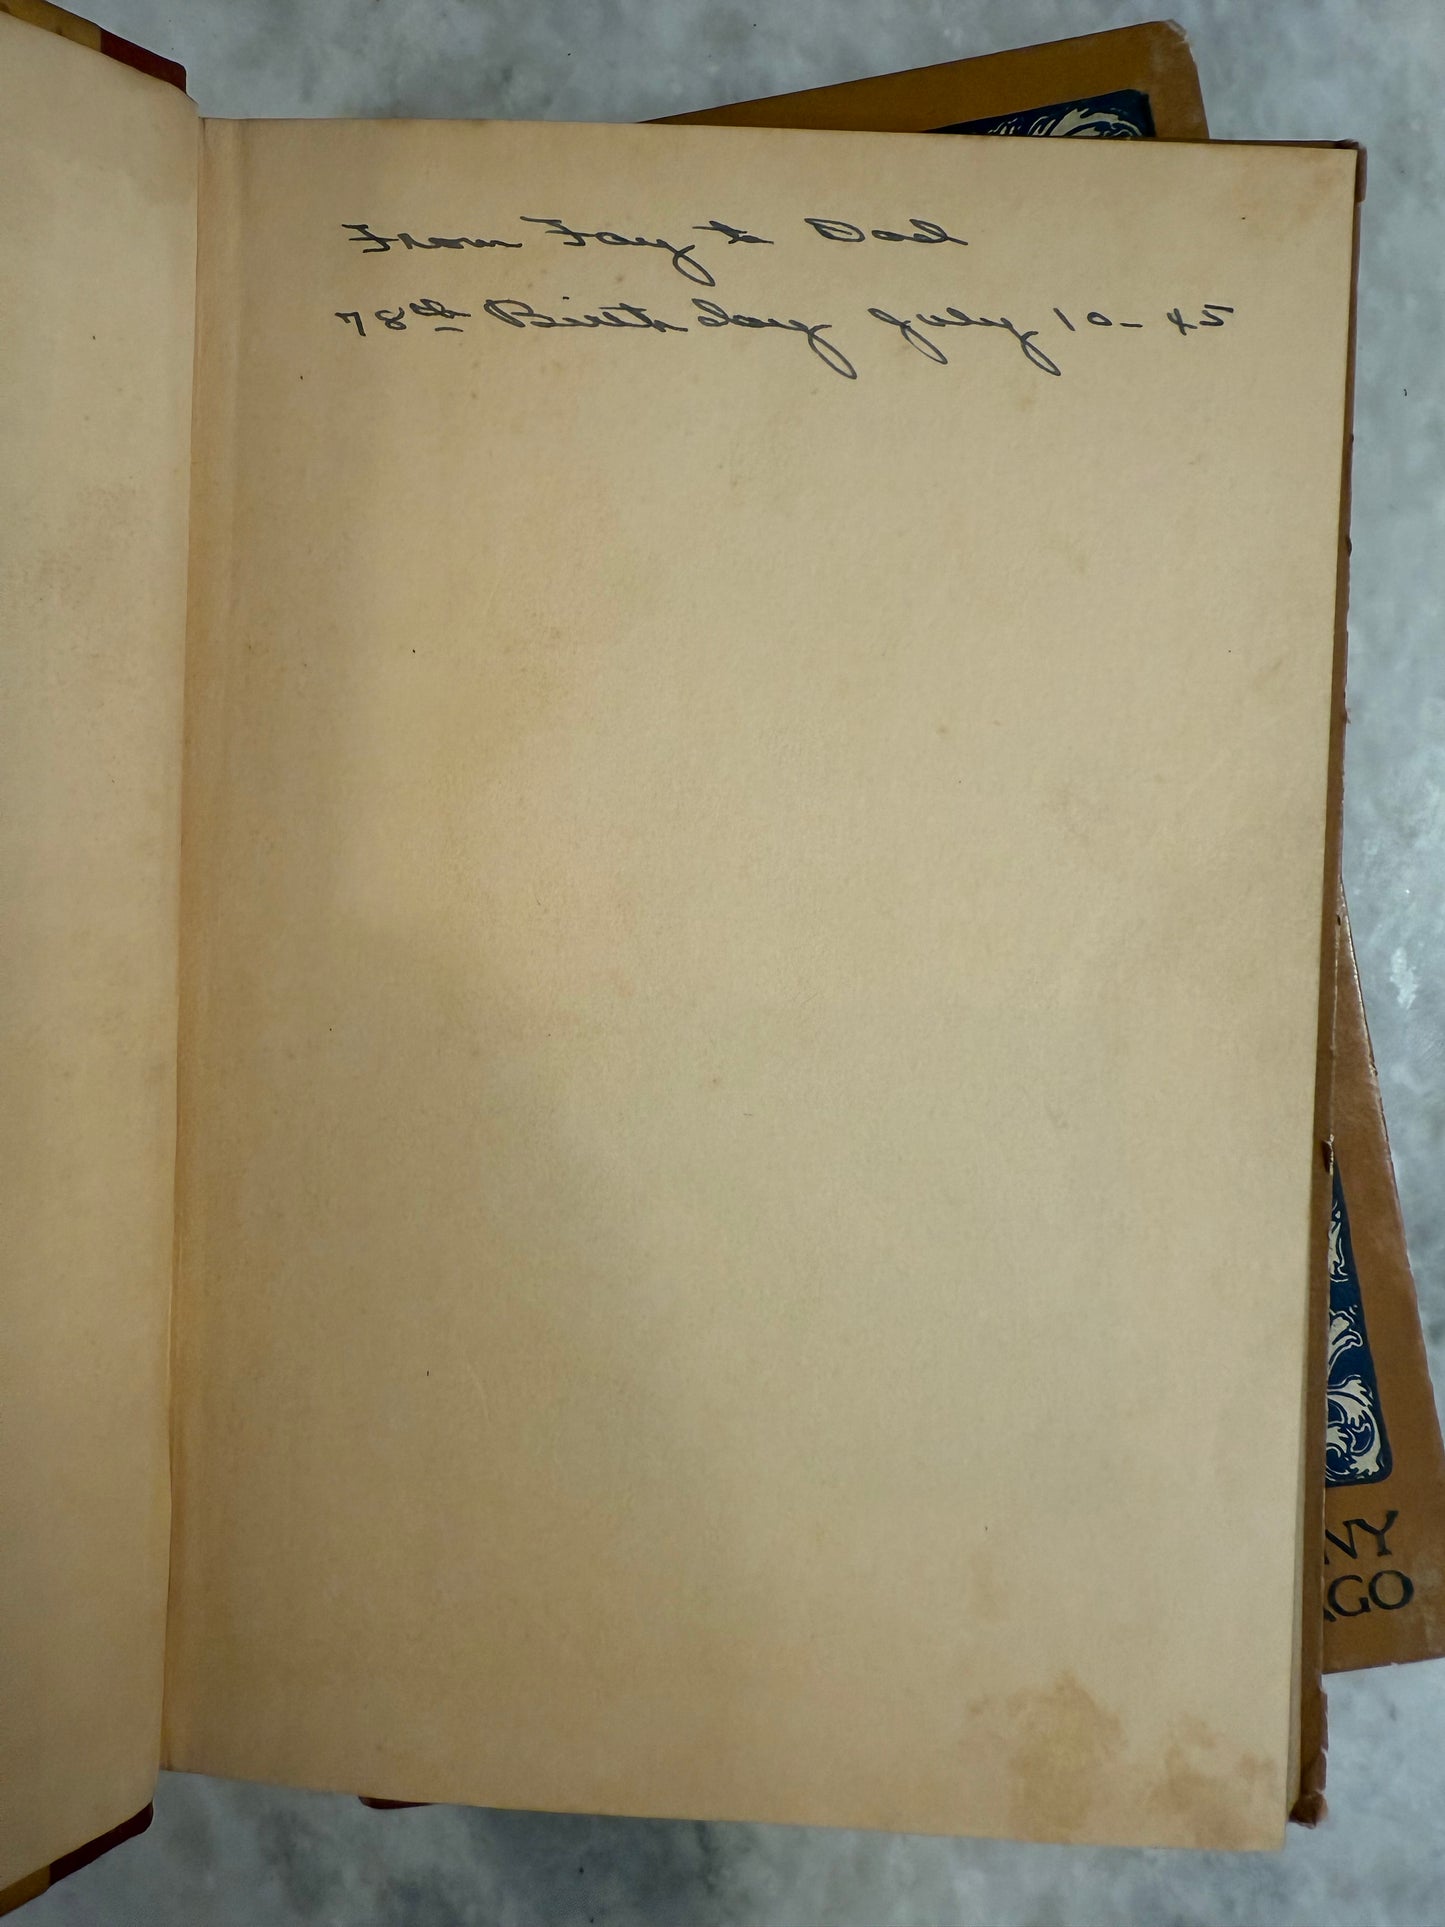 From Fay to Dad
78th Birthday July 10-45
NY
AGO